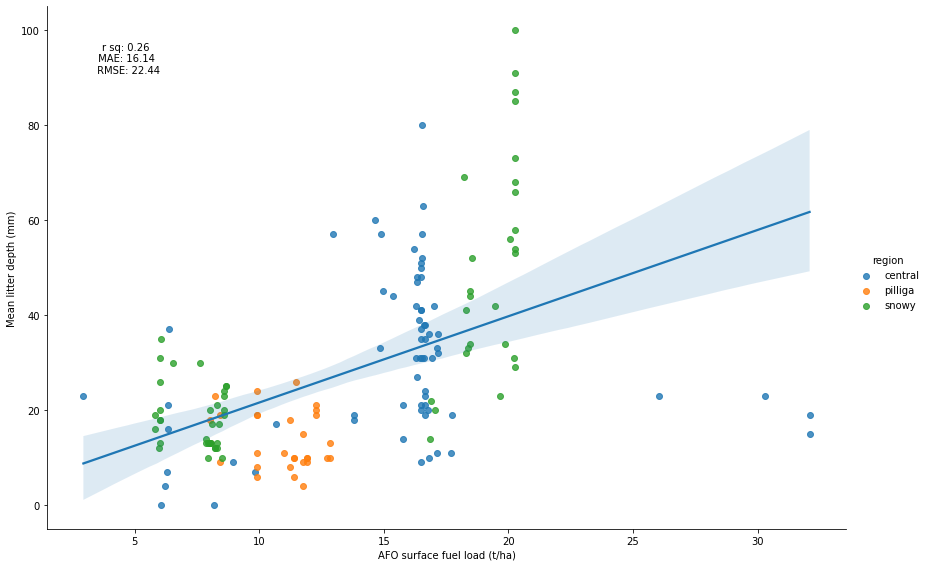 r sq: 0.26
MAE: 16.14
RMSE: 22.44
100
80
60
40
20
0
Mean litter depth (mm)
5 10 15 20 25 30
AFO surface fuel load (t/ha)
region
central
pilliga
snowy